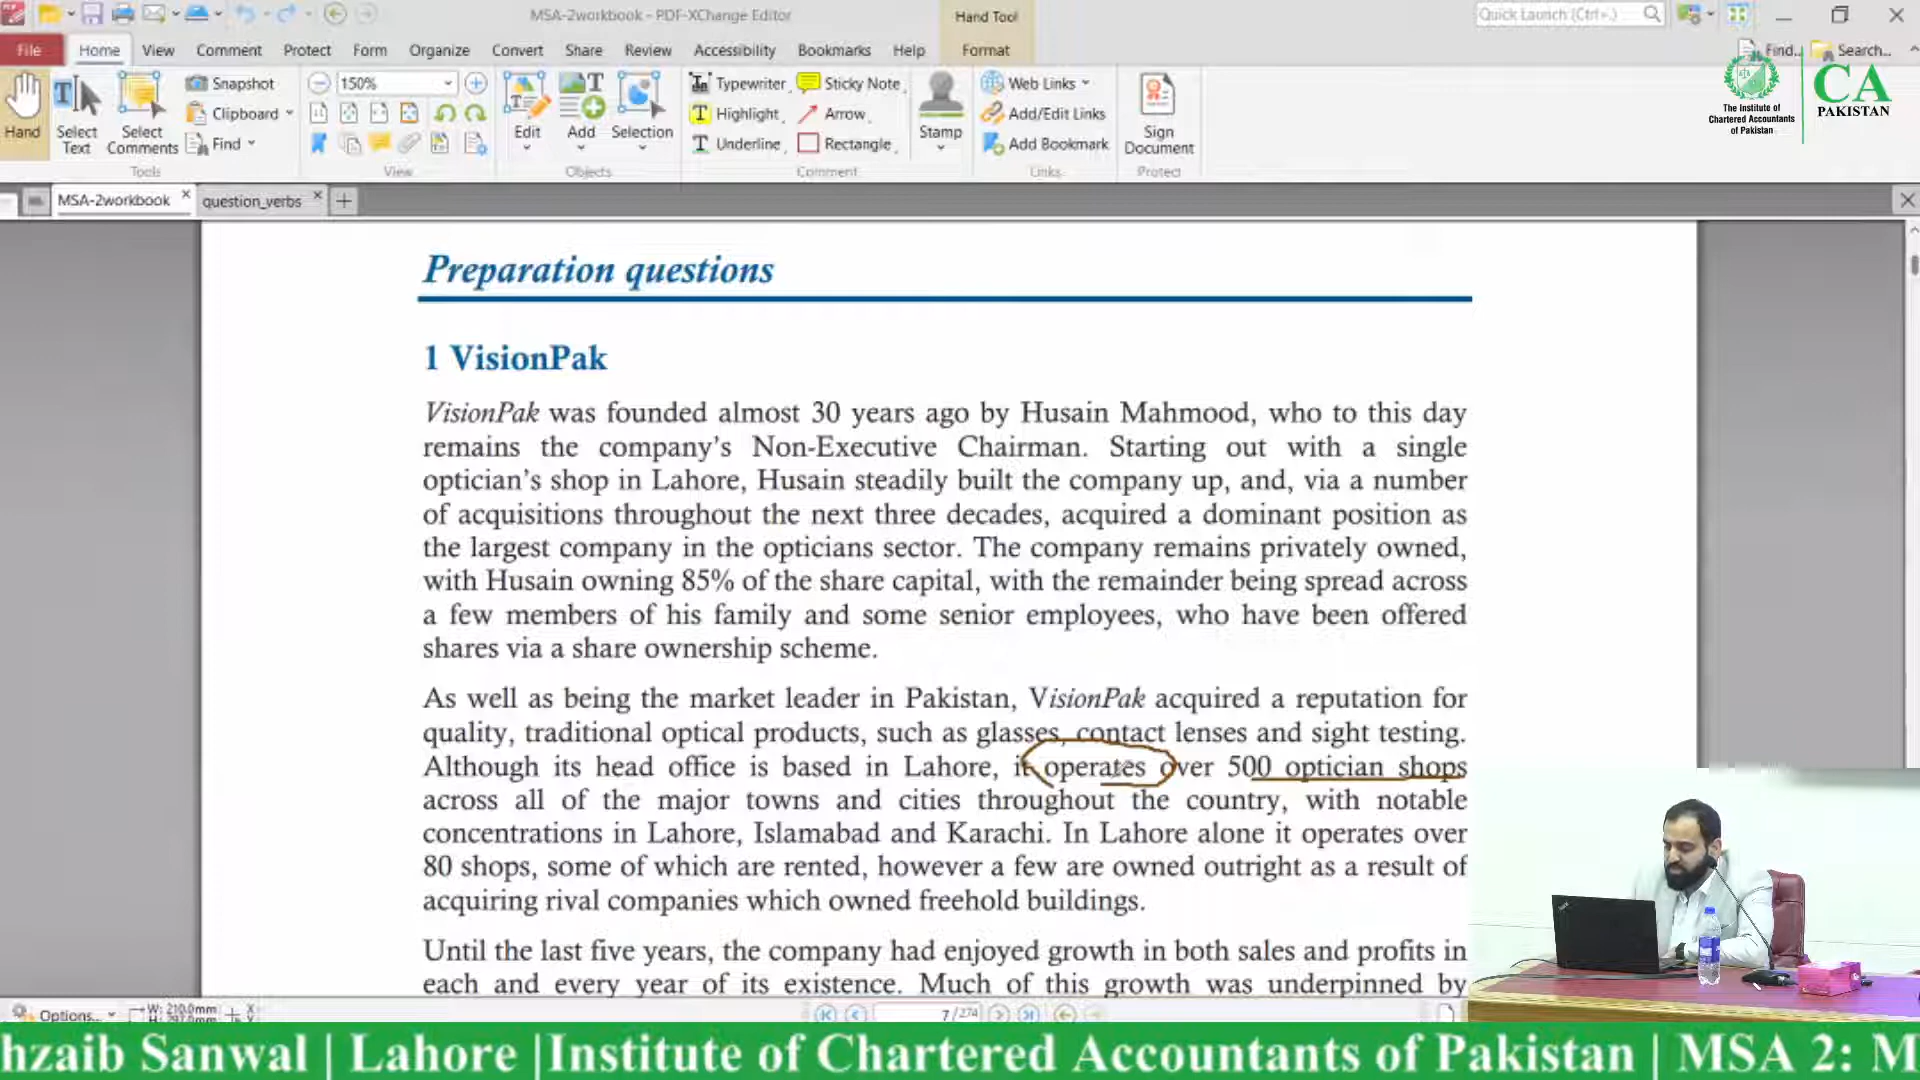 MSA-2workbook - PDF-XChange Editor
Hand Tool
Quick Launch (Ctrl+.)
File Home View Comment Protect Form Organize Convert Share Review Accessibility Bookmarks Help Format
Find... Search...
Hand
Select Text
Select Comments
Snapshot
Clipboard
Find
Tools
150%
View
Edit
Add
Selection
Objects
Typewriter Sticky Note
Highlight Arrow
Underline Rectangle
Stamp
Comment
Web Links
Add/Edit Links
Add Bookmark
Links
Sign Document
Protect
The Institute of
Chartered Accountants
of Pakistan
CA
PAKISTAN
MSA-2workbook question_verbs
Preparation questions
1 VisionPak
VisionPak was founded almost 30 years ago by Husain Mahmood, who to this day
remains the company's Non-Executive Chairman. Starting out with a single
optician's shop in Lahore, Husain steadily built the company up, and, via a number
of acquisitions throughout the next three decades, acquired a dominant position as
the largest company in the opticians sector. The company remains privately owned,
with Husain owning 85% of the share capital, with the remainder being spread across
a few members of his family and some senior employees, who have been offered
shares via a share ownership scheme.
As well as being the market leader in Pakistan, VisionPak acquired a reputation for
quality, traditional optical products, such as glasses, contact lenses and sight testing.
Although its head office is based in Lahore, it operates over 500 optician shops
across all of the major towns and cities throughout the country, with notable
concentrations in Lahore, Islamabad and Karachi. In Lahore alone it operates over
80 shops, some of which are rented, however a few are owned outright as a result of
acquiring rival companies which owned freehold buildings.
Until the last five years, the company had enjoyed growth in both sales and profits in
each and every year of its existence. Much of this growth was underpinned by
Options...
W: 210.0mm
X:
7 / 274
hzaib Sanwal | Lahore |Institute of Chartered Accountants of Pakistan | MSA 2: M